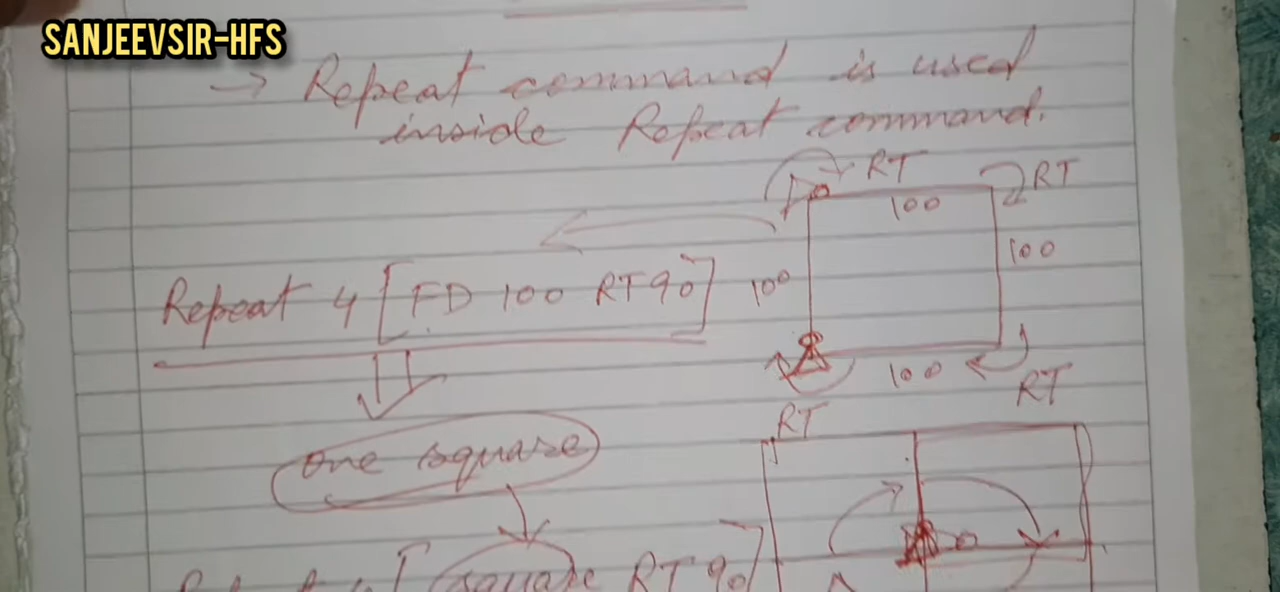 SANJEEVSIR-HFS
→ Repeat command is used
inside Repeat command.
RT
RT
100
100
Repeat 4 [FD 100 RT 90]
100
100
RT
RT
one square
square RT 90]